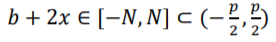 b + 2x ∈ [−N, N] ⊂ (−p/2, p/2)